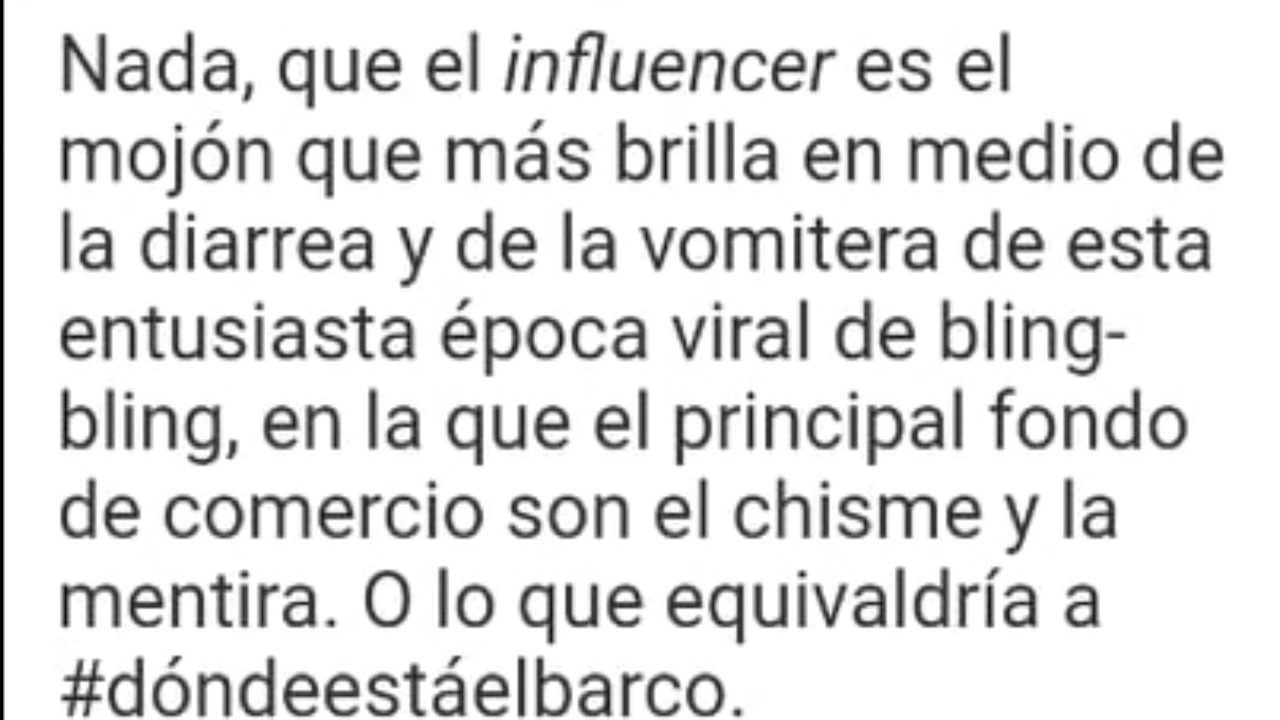 Nada, que el influencer es el
mojón que más brilla en medio de
la diarrea y de la vomitera de esta
entusiasta época viral de bling-
bling, en la que el principal fondo
de comercio son el chisme y la
mentira. O lo que equivaldría a
#dóndeestáelbarco.